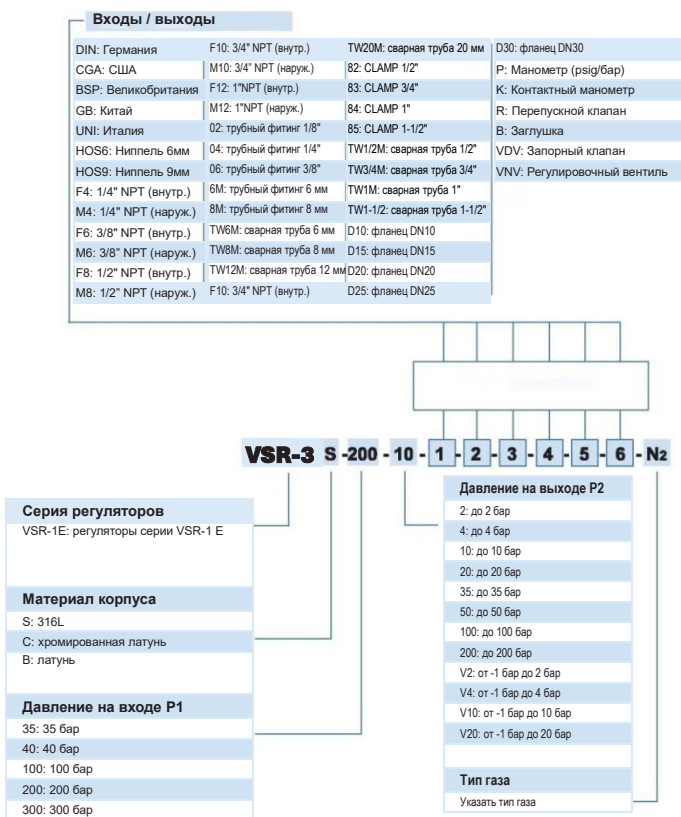 Входы / выходы
DIN: Германия
CGA: США
BSP: Великобритания
GB: Китай
UNI: Италия
HOS6: Ниппель 6мм
HOS9: Ниппель 9мм
F4: 1/4" NPT (внутр.)
M4: 1/4" NPT (наруж.)
F6: 3/8" NPT (внутр.)
M6: 3/8" NPT (наруж.)
F8: 1/2" NPT (внутр.)
M8: 1/2" NPT (наруж.)
F10: 3/4" NPT (внутр.)
M10: 3/4" NPT (наруж.)
F12: 1"NPT (внутр.)
M12: 1"NPT (наруж.)
02: трубный фитинг 1/8"
04: трубный фитинг 1/4"
06: трубный фитинг 3/8"
6M: трубный фитинг 6 мм
8M: трубный фитинг 8 мм
TW6M: сварная труба 6 мм
TW8M: сварная труба 8 мм
TW12M: сварная труба 12 мм
F10: 3/4" NPT (внутр.)
TW20M: сварная труба 20 мм
82: CLAMP 1/2"
83: CLAMP 3/4"
84: CLAMP 1"
85: CLAMP 1-1/2"
TW1/2M: сварная труба 1/2"
TW3/4M: сварная труба 3/4"
TW1M: сварная труба 1"
TW1-1/2: сварная труба 1-1/2"
D10: фланец DN10
D15: фланец DN15
D20: фланец DN20
D25: фланец DN25
D30: фланец DN30
P: Манометр (psig/бар)
K: Контактный манометр
R: Перепускной клапан
B: Заглушка
VDV: Запорный клапан
VNV: Регулировочный вентиль
VSR-3 S -200 - 10 - 1 - 2 - 3 - 4 - 5 - 6 - N2
Серия регуляторов
VSR-1E: регуляторы серии VSR-1 E
Материал корпуса
S: 316L
C: хромированная латунь
B: латунь
Давление на входе P1
35: 35 бар
40: 40 бар
100: 100 бар
200: 200 бар
300: 300 бар
Давление на выходе P2
2: до 2 бар
4: до 4 бар
10: до 10 бар
20: до 20 бар
35: до 35 бар
50: до 50 бар
100: до 100 бар
200: до 200 бар
V2: от -1 бар до 2 бар
V4: от -1 бар до 4 бар
V10: от -1 бар до 10 бар
V20: от -1 бар до 20 бар
Тип газа
Указать тип газа